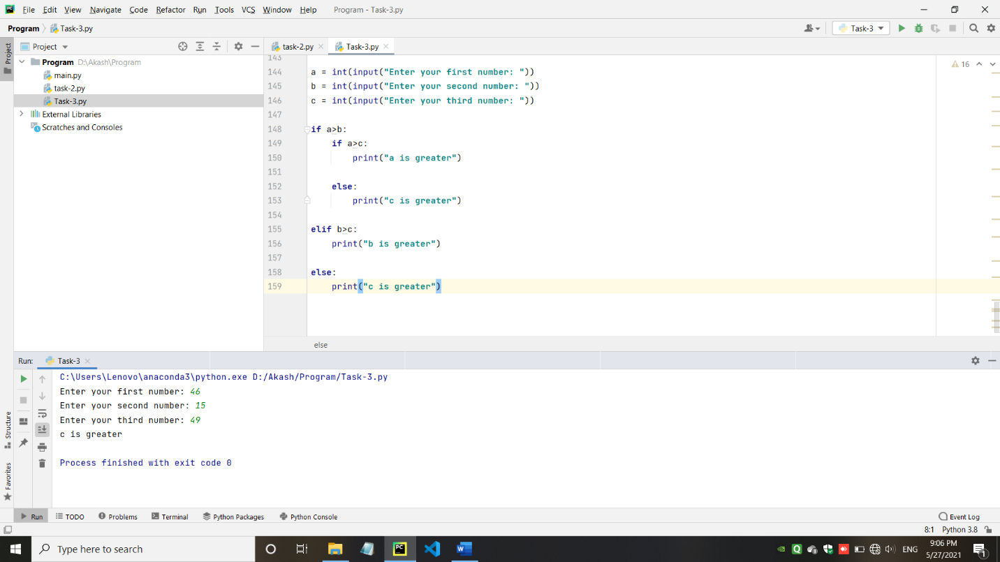 File Edit View Navigate Code Refactor Run Tools VCS Window Help Program - Task-3.py
Program Task-3.py Task-3
Project task-2.py Task-3.py
Project
Program D:\Akash\Program
main.py
task-2.py
Task-3.py
External Libraries
Scratches and Consoles
16
143
144 a = int(input("Enter your first number: "))
145 b = int(input("Enter your second number: "))
146 c = int(input("Enter your third number: "))
147
148 if a>b:
149 if a>c:
150 print("a is greater")
151
152 else:
153 print("c is greater")
154
155 elif b>c:
156 print("b is greater")
157
158 else:
159 print("c is greater")
else
Run: Task-3
C:\Users\Lenovo\anaconda3\python.exe D:/Akash/Program/Task-3.py
Enter your first number: 46
Enter your second number: 15
Enter your third number: 49
c is greater
Process finished with exit code 0
Structure
Favorites
Run TODO Problems Terminal Python Packages Python Console Event Log
8:1 Python 3.8
Type here to search
ENG
9:06 PM
5/27/2021
1